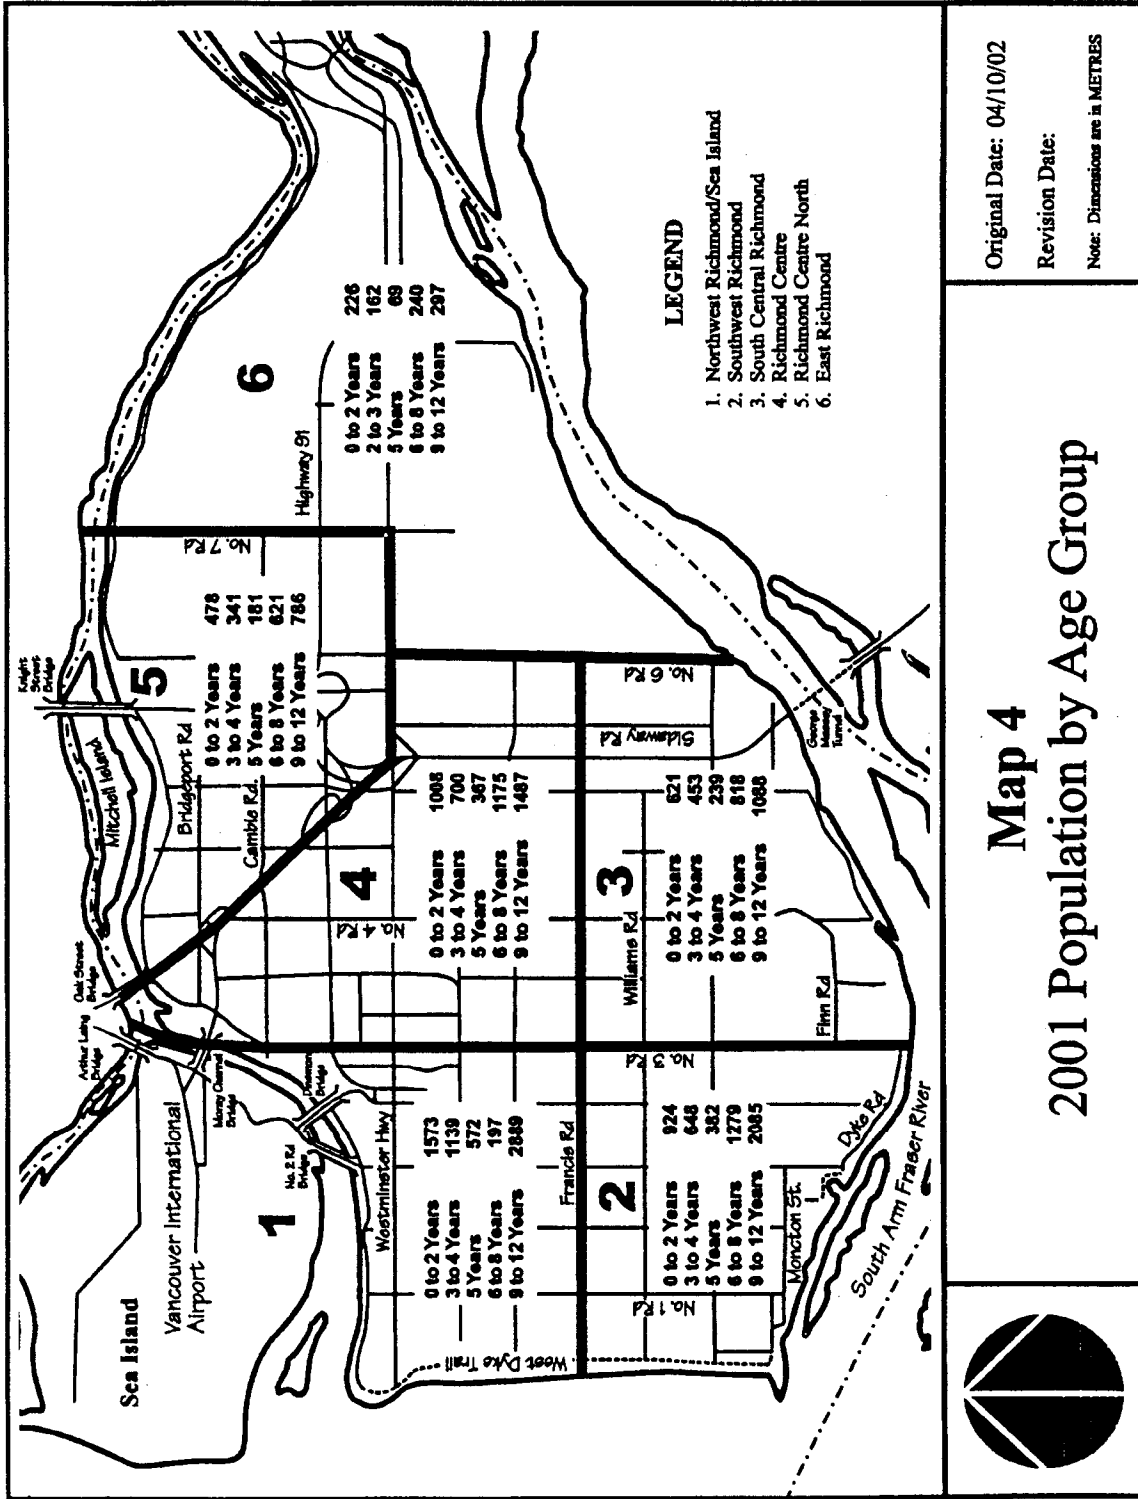 Sea Island
Vancouver International
Airport
1
No. 2 Rd
Bridge
Dinsmore
Bridge
Moray Channel
Bridge
Arthur Laing
Bridge
Oak Street
Bridge
Mitchell Island
Knight
Street
Bridge
5
Bridgeport Rd
Cambie Rd.
No. 7 Rd
0 to 2 Years 478
3 to 4 Years 341
5 Years 181
6 to 8 Years 621
9 to 12 Years 786
Highway 91
6
0 to 2 Years 226
2 to 3 Years 162
5 Years 69
6 to 8 Years 240
9 to 12 Years 297
Westminster Hwy
0 to 2 Years 1573
3 to 4 Years 1139
5 Years 572
6 to 8 Years 197
9 to 12 Years 2889
West Dyke Trail
Francis Rd
4
No. 4 Rd
0 to 2 Years 1008
3 to 4 Years 700
5 Years 367
6 to 8 Years 1175
9 to 12 Years 1487
2
No. 1 Rd
0 to 2 Years 924
3 to 4 Years 648
5 Years 382
6 to 8 Years 1279
9 to 12 Years 2085
Moncton St.
Dyke Rd
South Arm Fraser River
No. 3 Rd
3
Williams Rd
0 to 2 Years 621
3 to 4 Years 453
5 Years 239
6 to 8 Years 818
9 to 12 Years 1088
Finn Rd
Sidaway Rd
No. 6 Rd
George
Massey
Tunnel
LEGEND
1. Northwest Richmond/Sea Island
2. Southwest Richmond
3. South Central Richmond
4. Richmond Centre
5. Richmond Centre North
6. East Richmond
Map 4
2001 Population by Age Group
Original Date: 04/10/02
Revision Date:
Note: Dimensions are in METRES